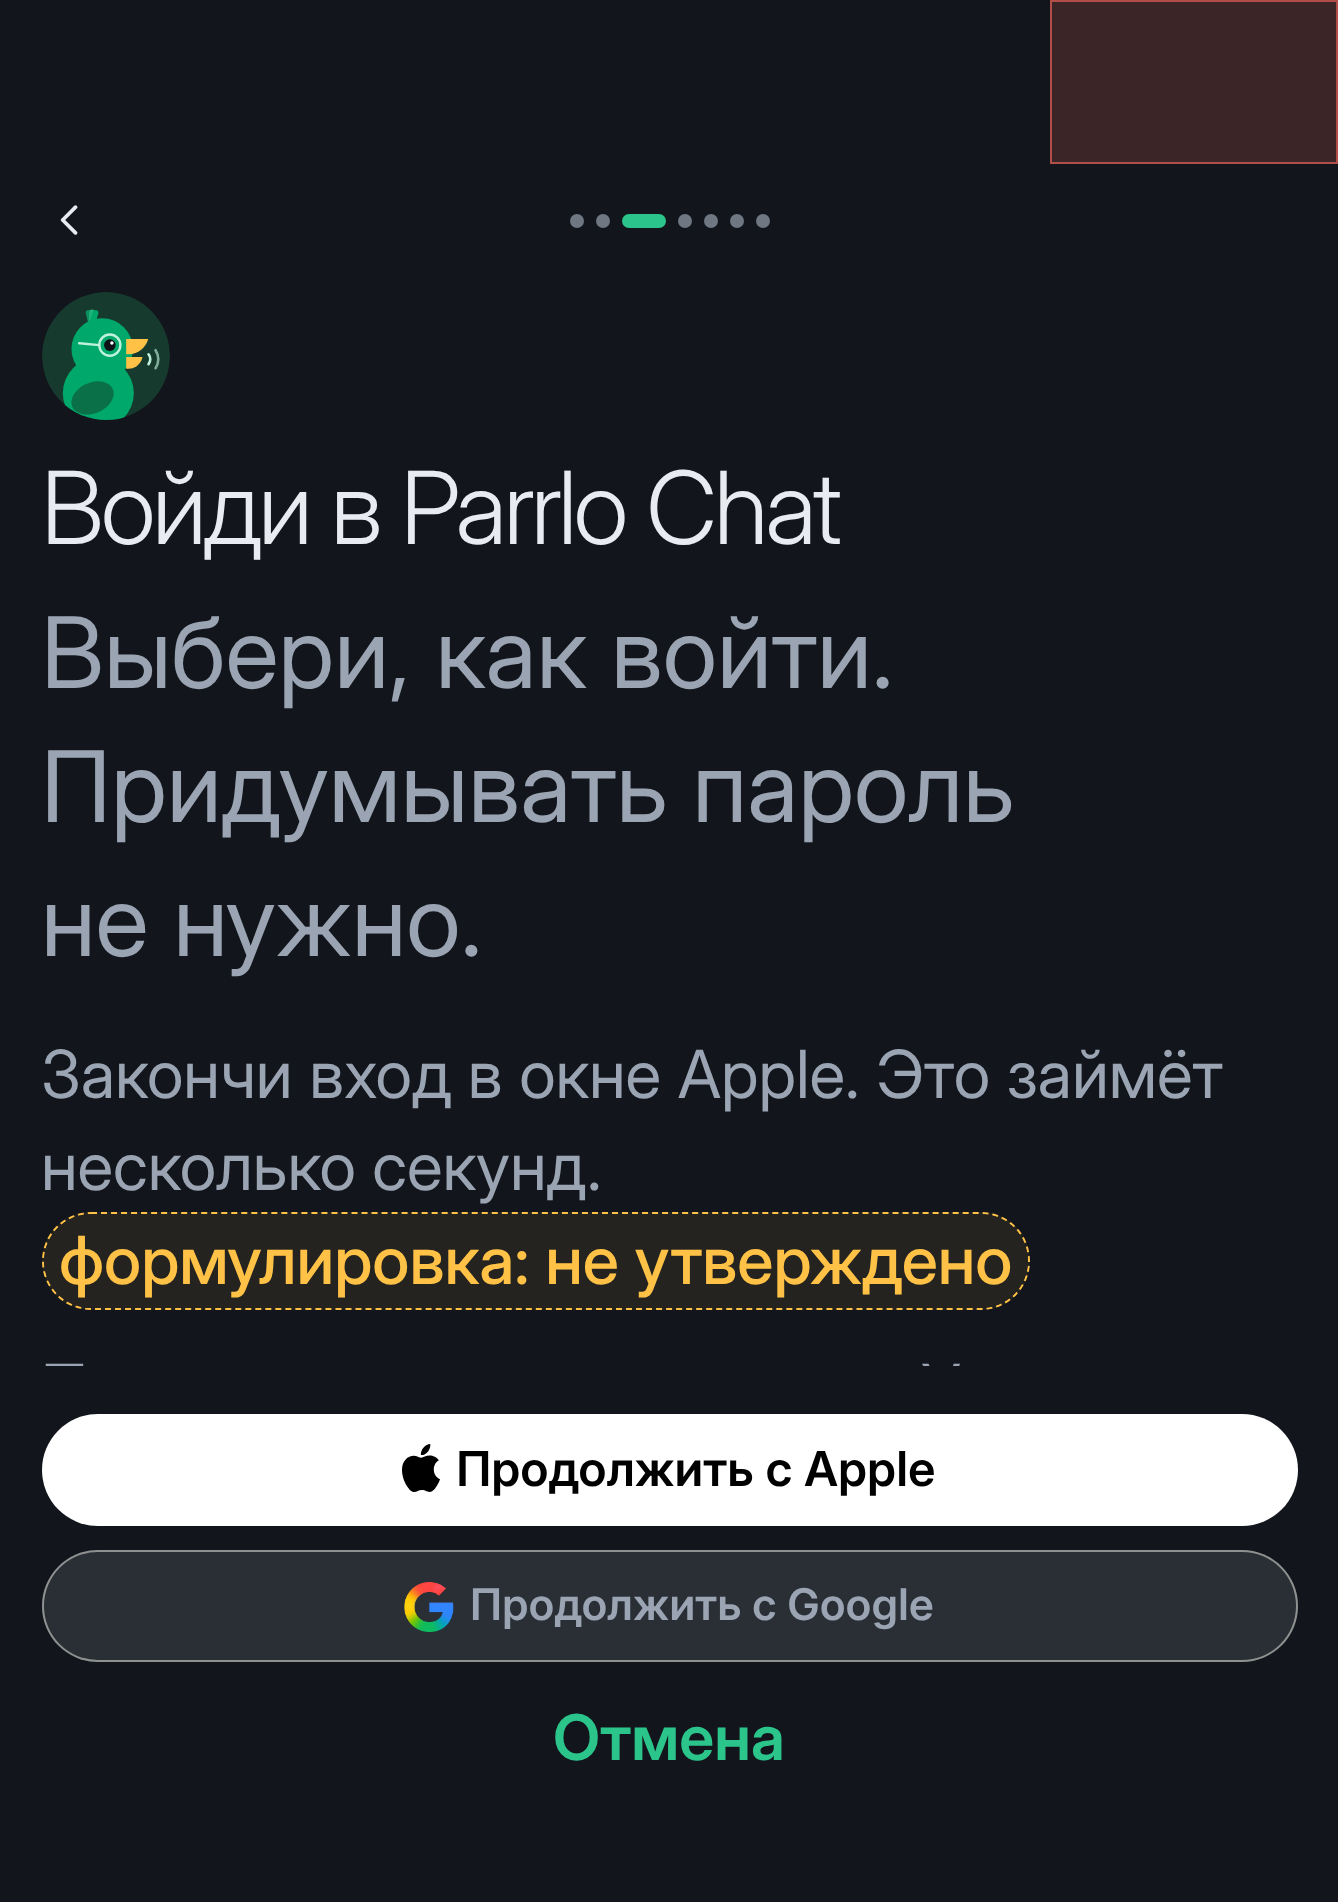 Войди в Parrlo Chat
Выбери, как войти.
Придумывать пароль
не нужно.
Закончи вход в окне Apple. Это займёт
несколько секунд.
формулировка: не утверждено
Продолжить с Apple
Продолжить с Google
Отмена